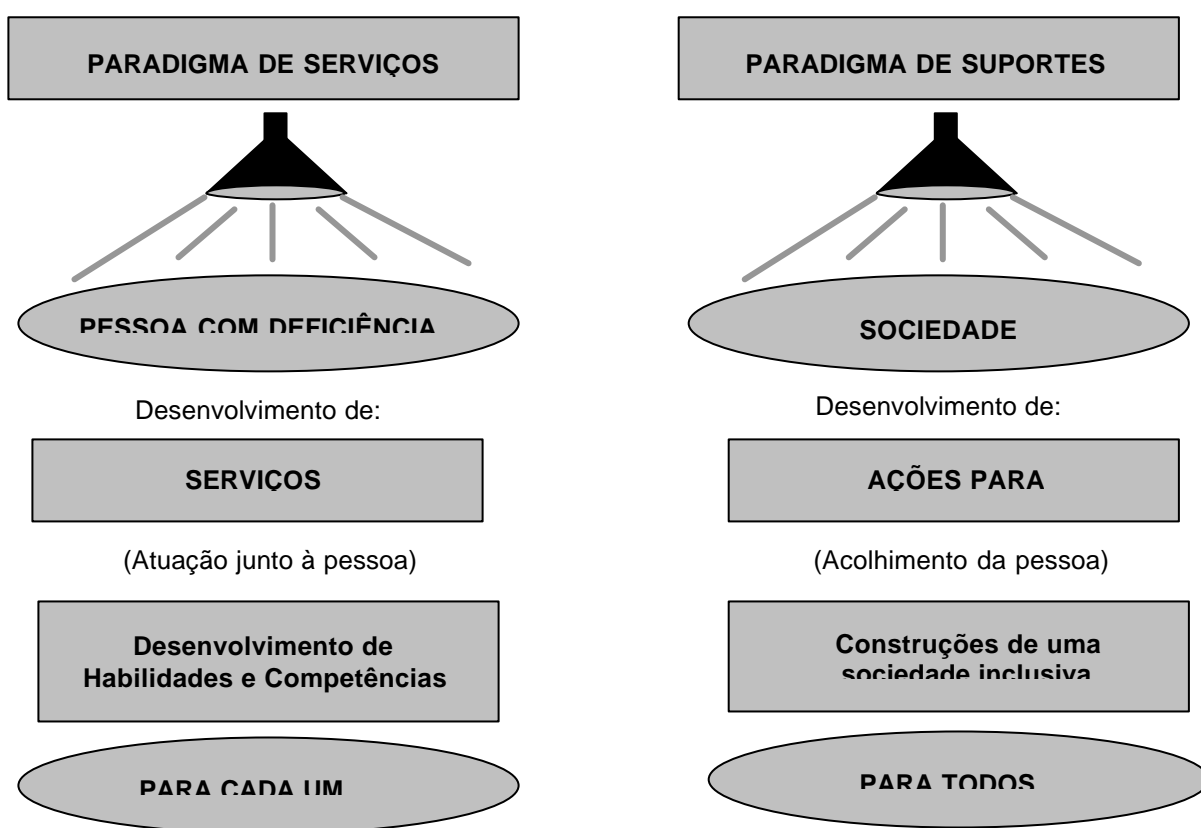 PARADIGMA DE SERVIÇOS
PESSOA COM DEFICIÊNCIA
Desenvolvimento de:
SERVIÇOS
(Atuação junto à pessoa)
Desenvolvimento de
Habilidades e Competências
PARA CADA UM
PARADIGMA DE SUPORTES
SOCIEDADE
Desenvolvimento de:
AÇÕES PARA
(Acolhimento da pessoa)
Construções de uma
sociedade inclusiva
PARA TODOS